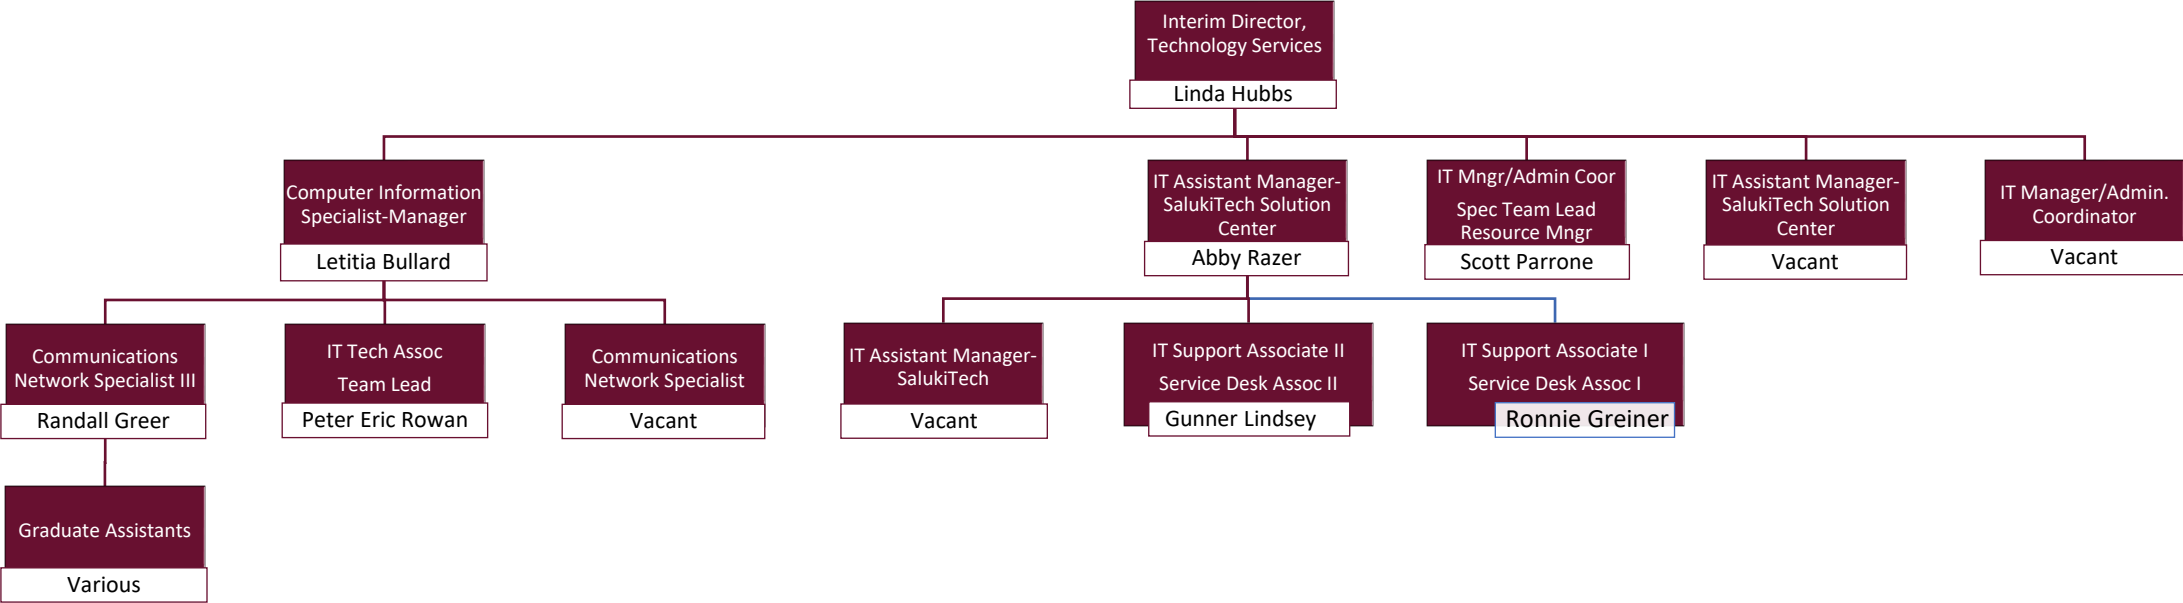 Interim Director,
Technology Services
Linda Hubbs
Computer Information
Specialist-Manager
Letitia Bullard
IT Assistant Manager-
SalukiTech Solution
Center
Abby Razer
IT Mngr/Admin Coor
Spec Team Lead
Resource Mngr
Scott Parrone
IT Assistant Manager-
SalukiTech Solution
Center
Vacant
IT Manager/Admin.
Coordinator
Vacant
Communications
Network Specialist III
Randall Greer
IT Tech Assoc
Team Lead
Peter Eric Rowan
Communications
Network Specialist
Vacant
IT Assistant Manager-
SalukiTech
Vacant
IT Support Associate II
Service Desk Assoc II
Gunner Lindsey
IT Support Associate I
Service Desk Assoc I
Ronnie Greiner
Graduate Assistants
Various